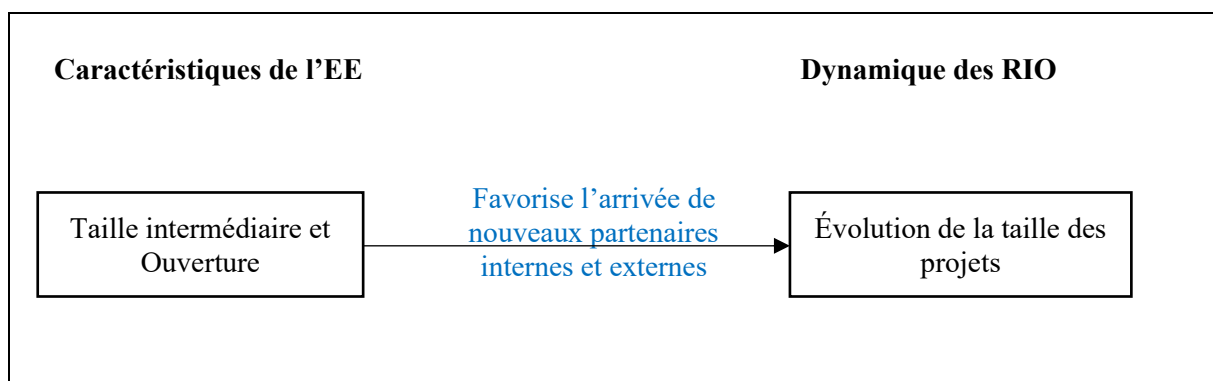 Caractéristiques de l’EE
Dynamique des RIO
Taille intermédiaire et
Ouverture
Favorise l’arrivée de
nouveaux partenaires
internes et externes
Évolution de la taille des
projets